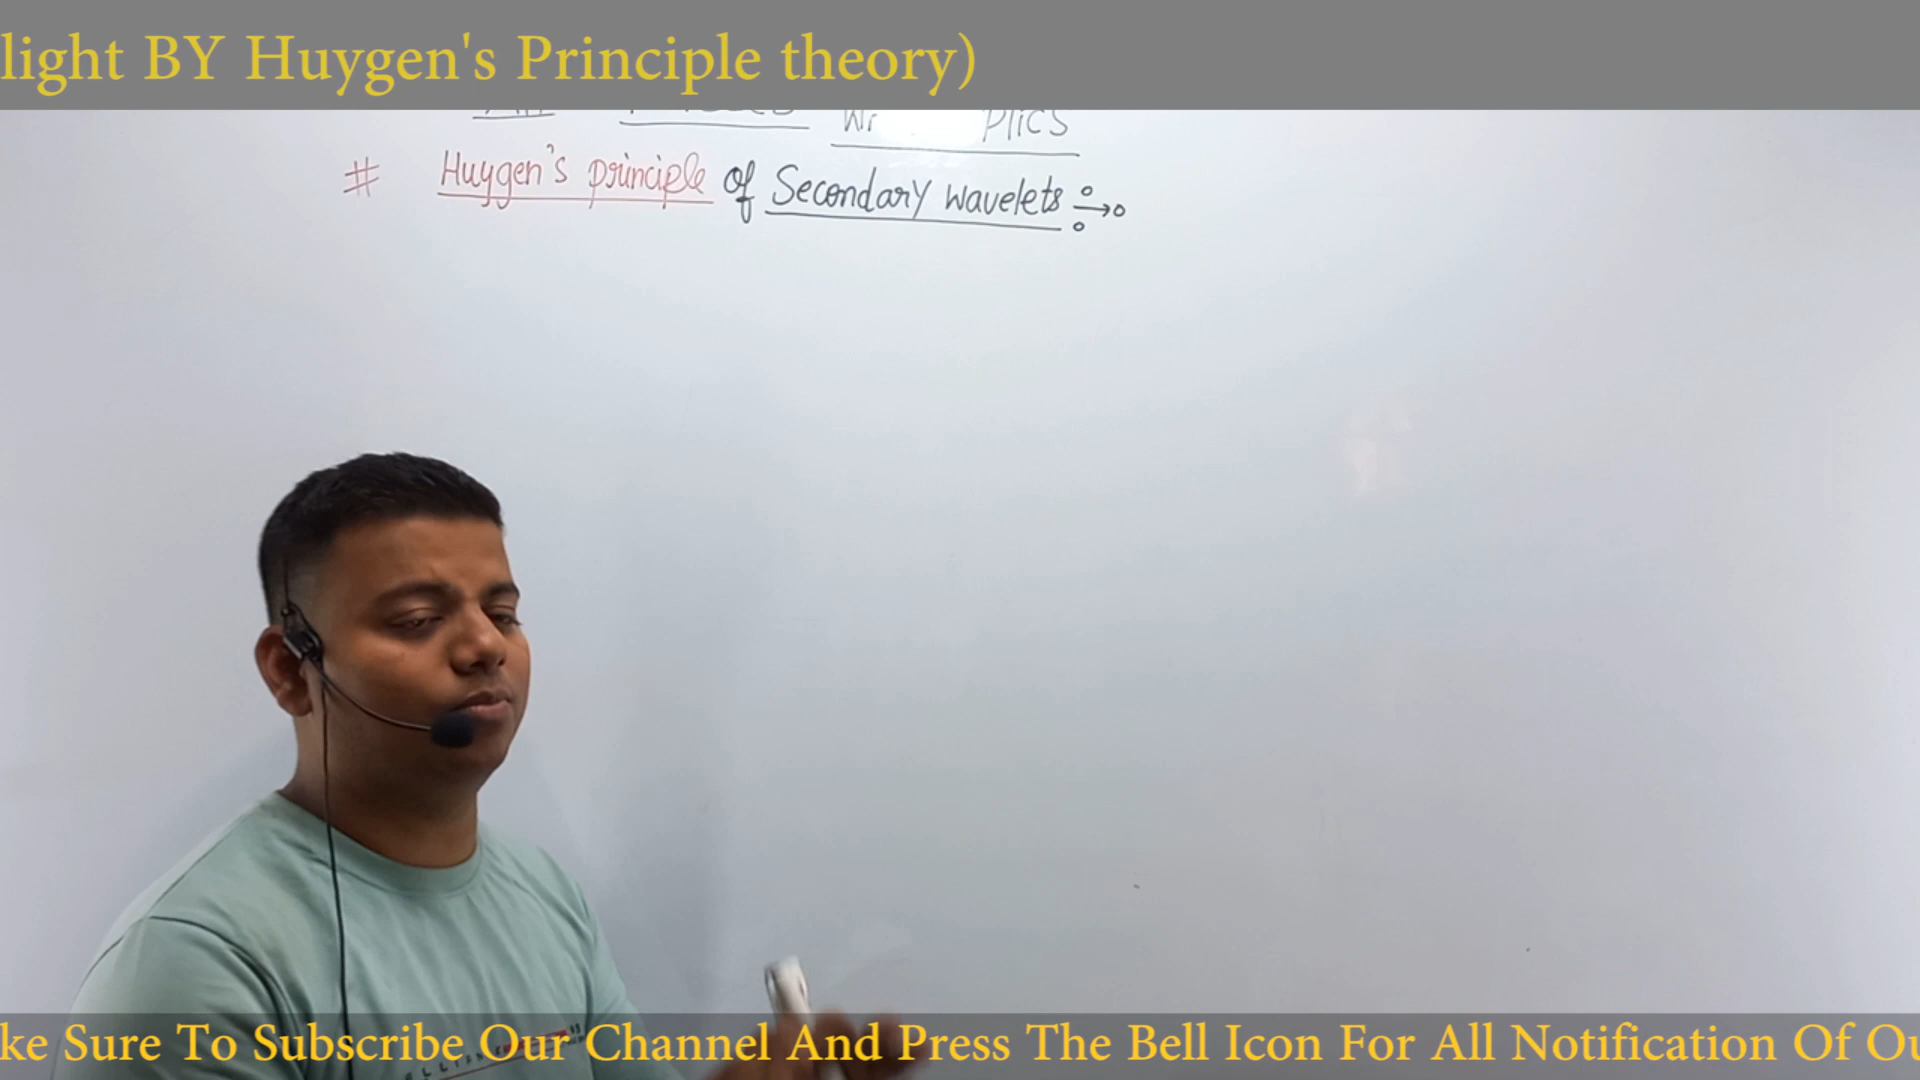 light BY Huygen's Principle theory)
# Huygen's principle of Secondary wavelets
ke Sure To Subscribe Our Channel And Press The Bell Icon For All Notification Of Ou